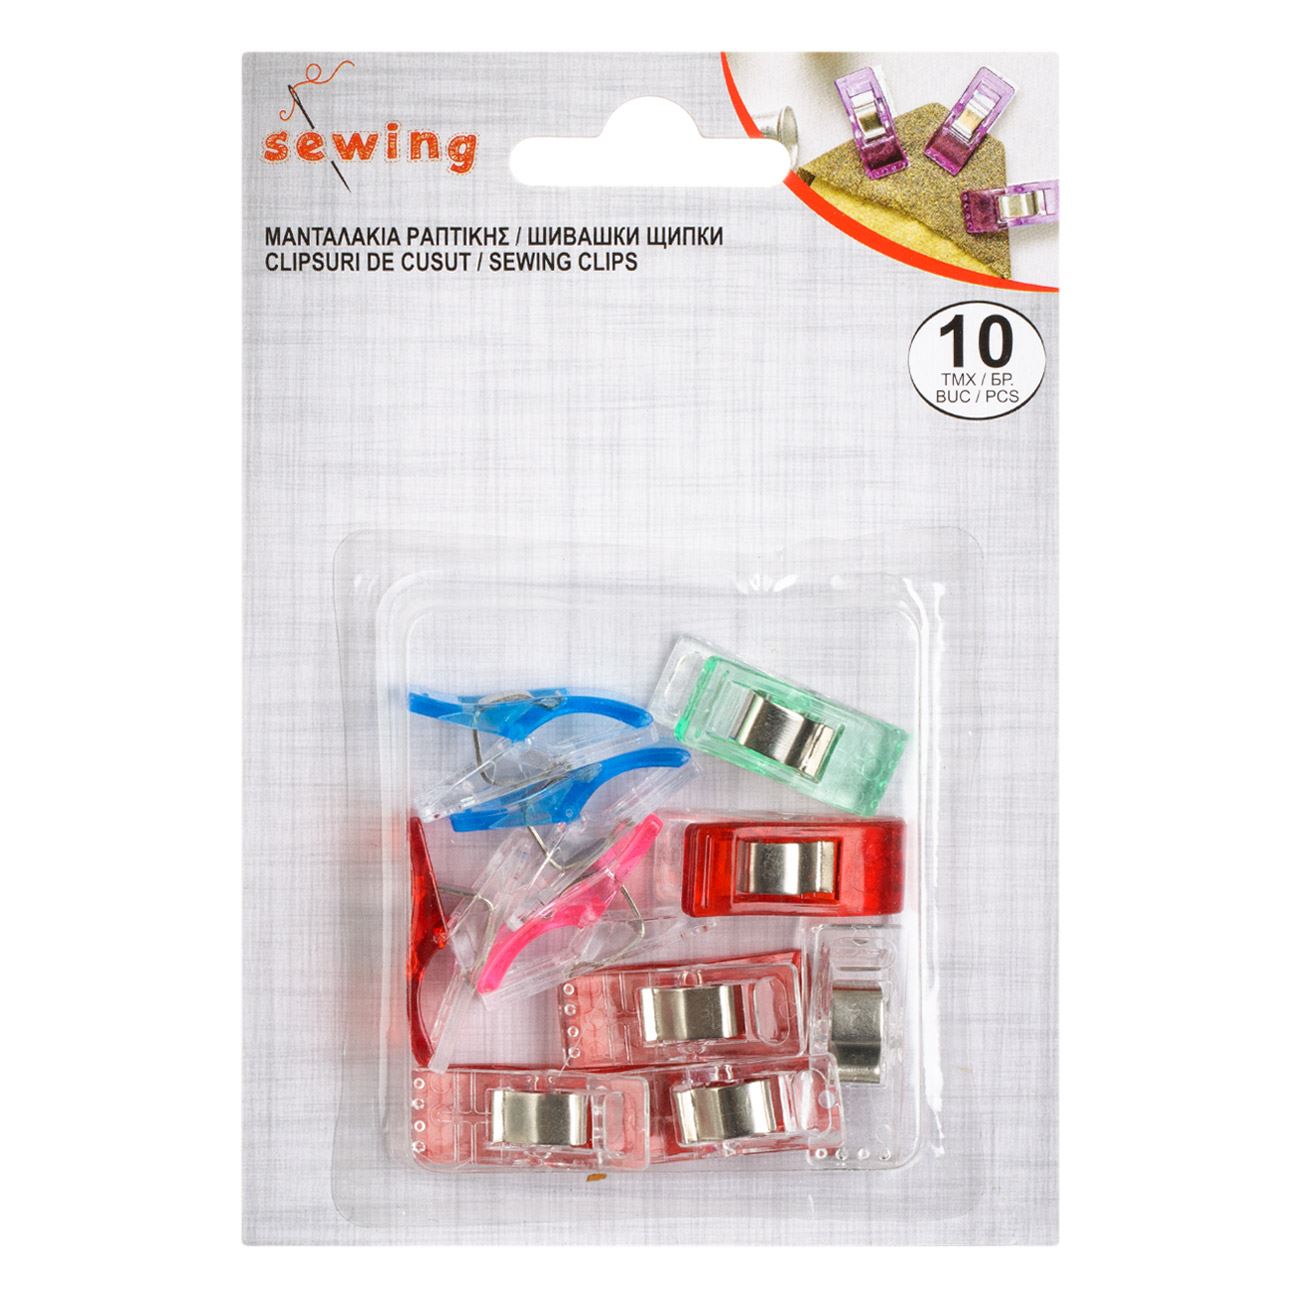 sewing
ΜΑΝΤΑΛΑΚΙΑ ΡΑΠΤΙΚΗΣ / ШИВАШКИ ЩИПКИ
CLIPSURI DE CUSUT / SEWING CLIPS
10
ΤΜΧ / БР.
BUC / PCS